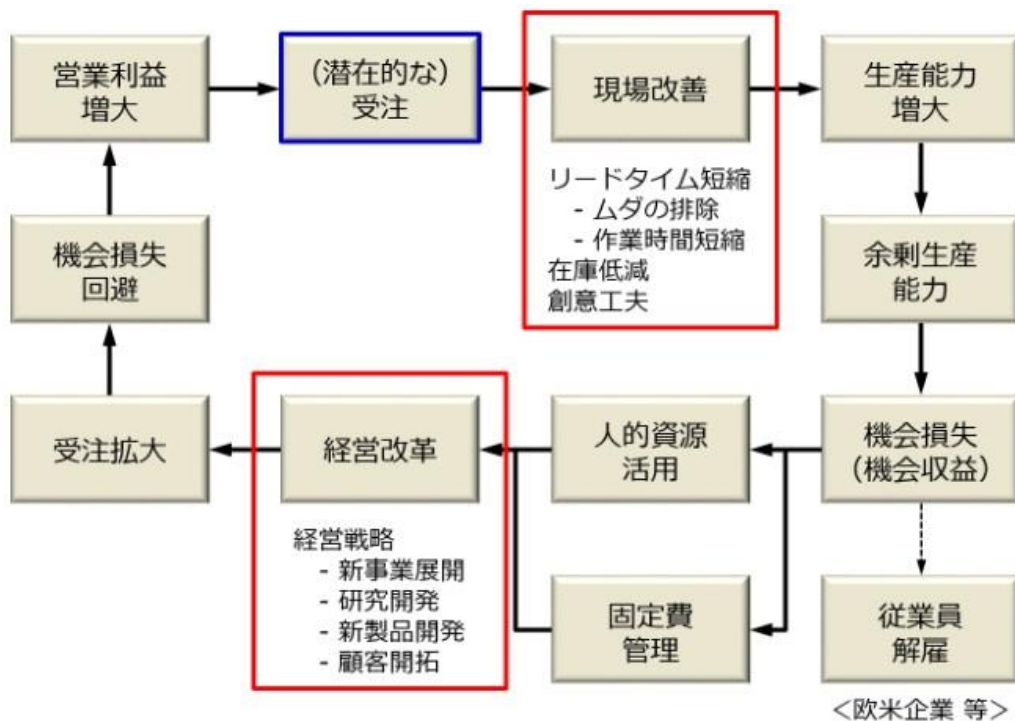 営業利益
増大
(潜在的な)
受注
現場改善
リードタイム短縮
- ムダの排除
- 作業時間短縮
在庫低減
創意工夫
生産能力
増大
余剰生産
能力
機会損失
(機会収益)
従業員
解雇
<欧米企業 等>
人的資源
活用
固定費
管理
経営改革
経営戦略
- 新事業展開
- 研究開発
- 新製品開発
- 顧客開拓
受注拡大
機会損失
回避